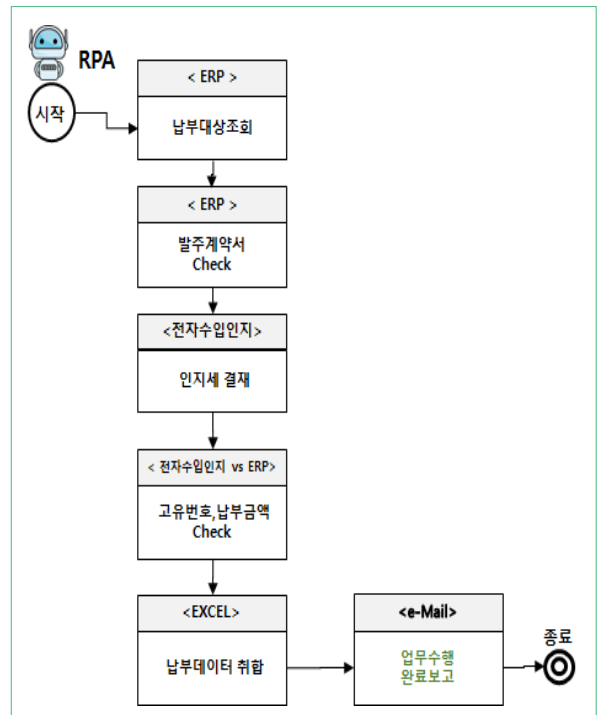 RPA
시작
< ERP >
납부대상조회
< ERP >
발주계약서
Check
<전자수입인지>
인지세 결재
< 전자수입인지 vs ERP>
고유번호,납부금액
Check
<EXCEL>
납부데이터 취합
<e-Mail>
업무수행
완료보고
종료